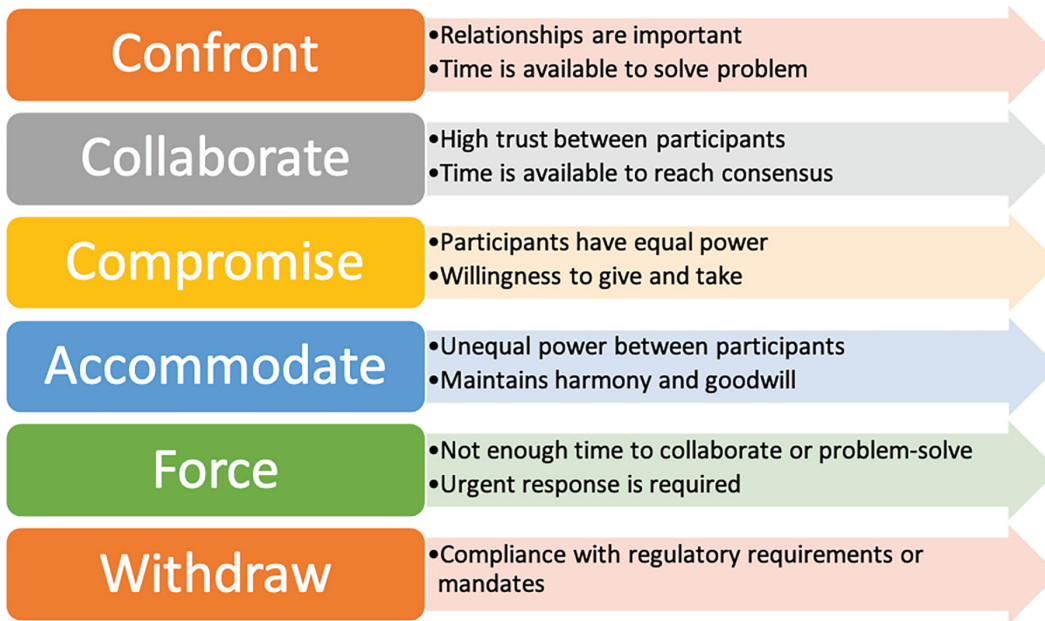 Confront
•Relationships are important
•Time is available to solve problem
Collaborate
•High trust between participants
•Time is available to reach consensus
Compromise
•Participants have equal power
•Willingness to give and take
Accommodate
•Unequal power between participants
•Maintains harmony and goodwill
Force
•Not enough time to collaborate or problem-solve
•Urgent response is required
Withdraw
•Compliance with regulatory requirements or
mandates